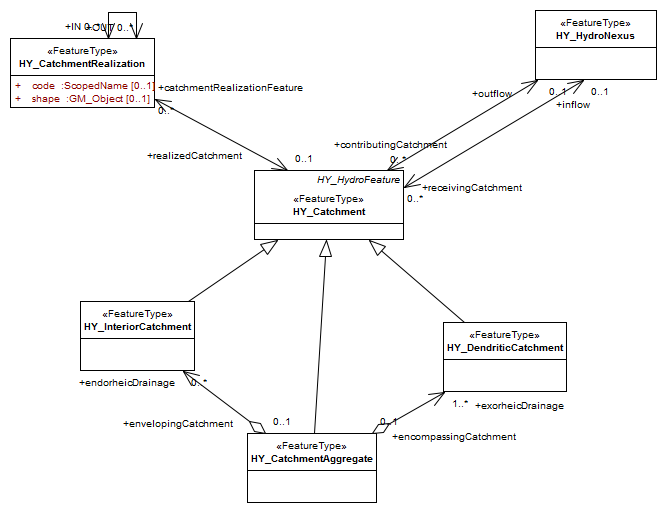 +IN 0..*
+OUT 0..*
«FeatureType»
HY_CatchmentRealization
+ code :ScopedName [0..1]
+ shape :GM_Object [0..1]
«FeatureType»
HY_HydroNexus
+catchmentRealizationFeature
0..*
+outflow
0..1
0..1
+inflow
+realizedCatchment
0..1
+contributingCatchment
0..*
HY_HydroFeature
«FeatureType»
HY_Catchment
+receivingCatchment
0..*
«FeatureType»
HY_InteriorCatchment
«FeatureType»
HY_DendriticCatchment
+endorheicDrainage
0..*
1..*
+exorheicDrainage
+envelopingCatchment
0..1
0..1
+encompassingCatchment
«FeatureType»
HY_CatchmentAggregate